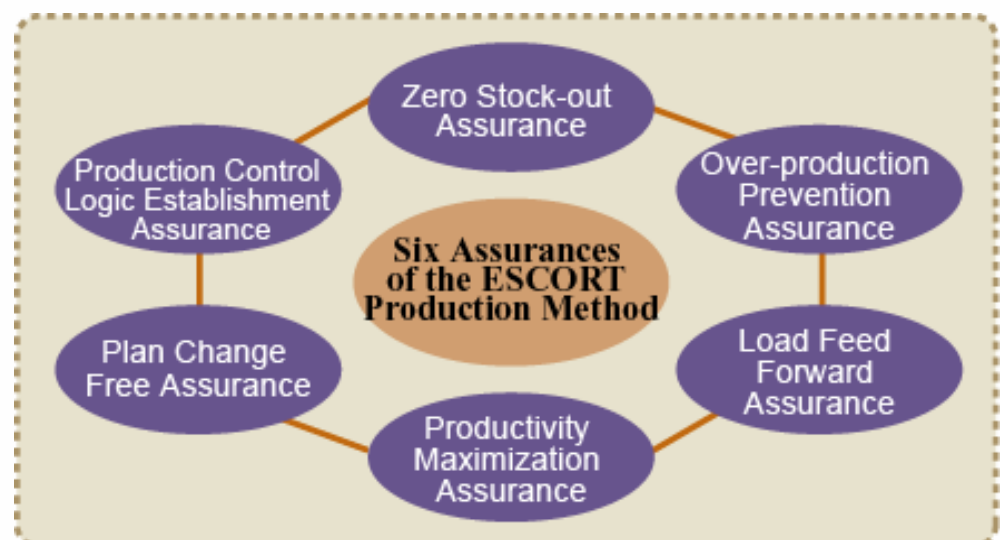 Zero Stock-out
Assurance
Over-production
Prevention
Assurance
Load Feed
Forward
Assurance
Productivity
Maximization
Assurance
Plan Change
Free Assurance
Production Control
Logic Establishment
Assurance
Six Assurances
of the ESCORT
Production Method